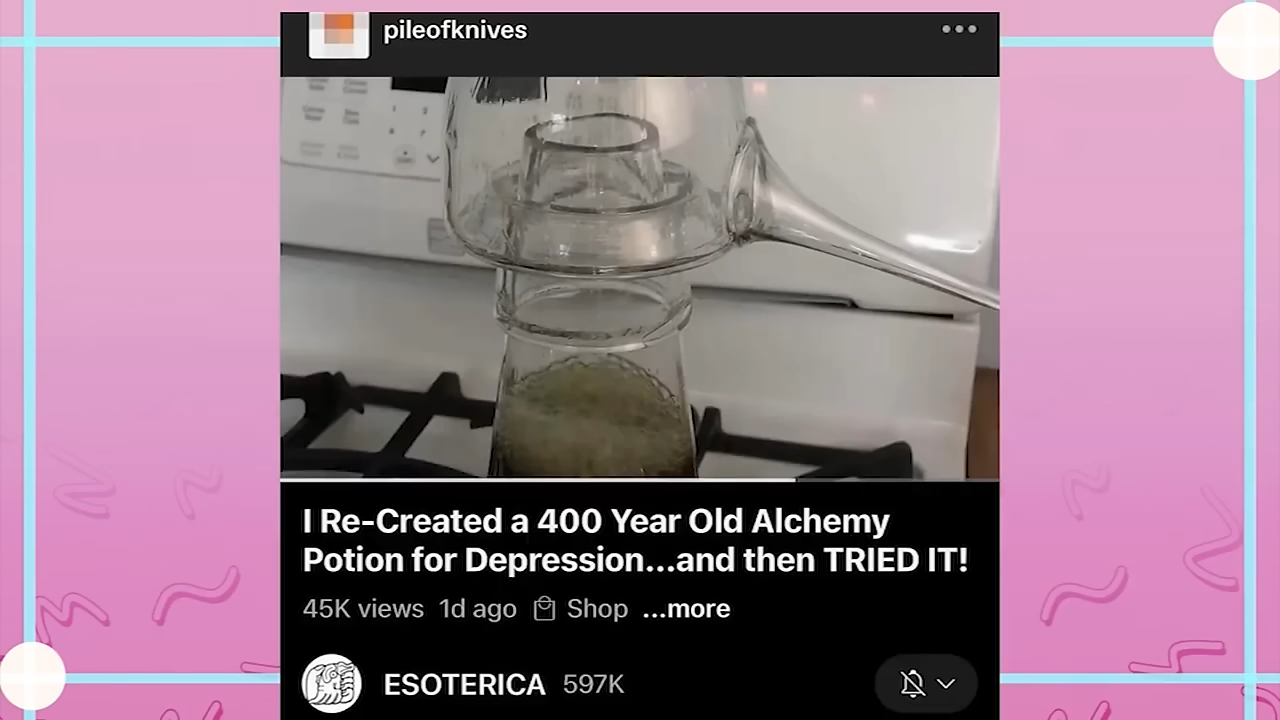 pileofknives
I Re-Created a 400 Year Old Alchemy
Potion for Depression...and then TRIED IT!
45K views 1d ago Shop ...more
ESOTERICA 597K